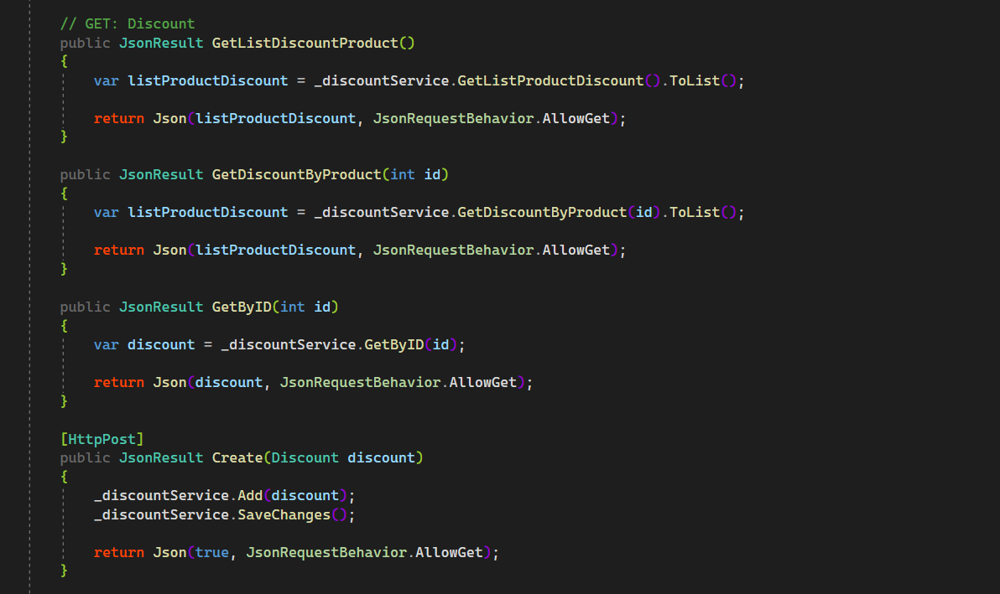 // GET: Discount
public JsonResult GetListDiscountProduct()
{
var listProductDiscount = _discountService.GetListProductDiscount().ToList();
return Json(listProductDiscount, JsonRequestBehavior.AllowGet);
}
public JsonResult GetDiscountByProduct(int id)
{
var listProductDiscount = _discountService.GetDiscountByProduct(id).ToList();
return Json(listProductDiscount, JsonRequestBehavior.AllowGet);
}
public JsonResult GetByID(int id)
{
var discount = _discountService.GetByID(id);
return Json(discount, JsonRequestBehavior.AllowGet);
}
[HttpPost]
public JsonResult Create(Discount discount)
{
_discountService.Add(discount);
_discountService.SaveChanges();
return Json(true, JsonRequestBehavior.AllowGet);
}